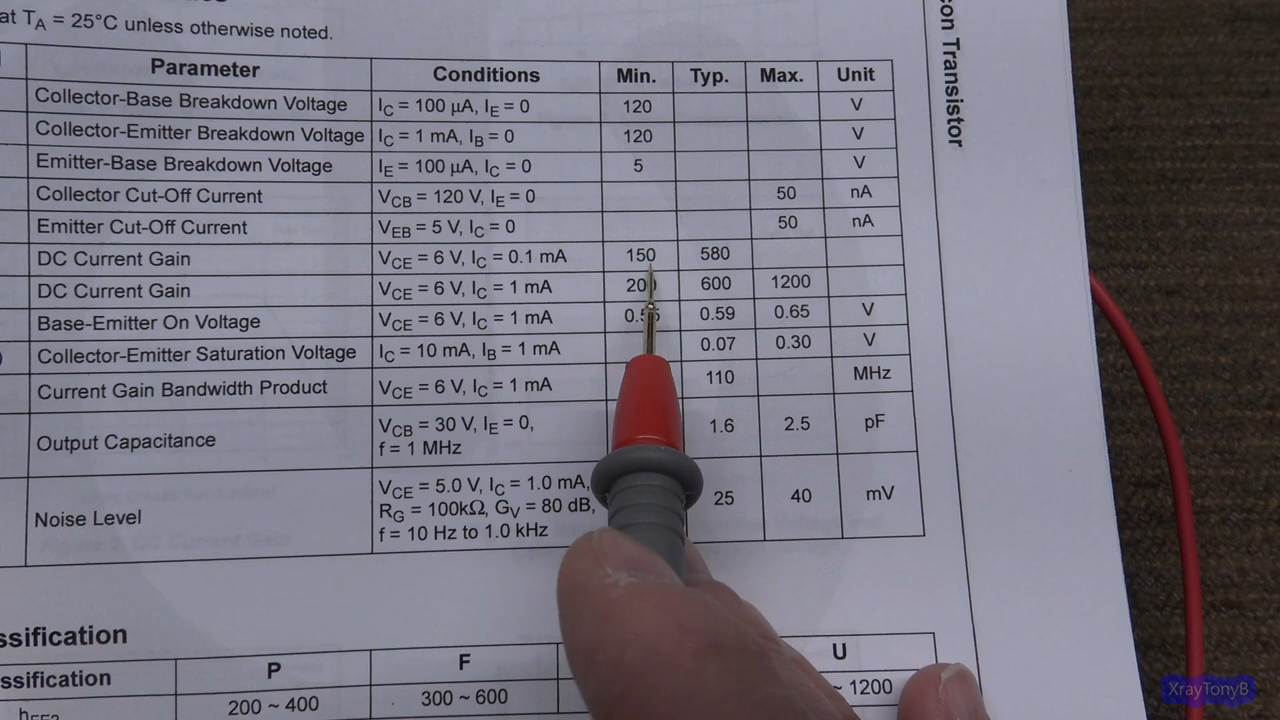 at TA = 25°C unless otherwise noted.
Parameter Conditions Min. Typ. Max. Unit
Collector-Base Breakdown Voltage IC = 100 μA, IE = 0 120 V
Collector-Emitter Breakdown Voltage IC = 1 mA, IB = 0 120 V
Emitter-Base Breakdown Voltage IE = 100 μA, IC = 0 5 V
Collector Cut-Off Current VCB = 120 V, IE = 0 50 nA
Emitter Cut-Off Current VEB = 5 V, IC = 0 50 nA
DC Current Gain VCE = 6 V, IC = 0.1 mA 150 580
DC Current Gain VCE = 6 V, IC = 1 mA 200 600 1200
Base-Emitter On Voltage VCE = 6 V, IC = 1 mA 0.55 0.59 0.65 V
Collector-Emitter Saturation Voltage IC = 10 mA, IB = 1 mA 0.07 0.30 V
Current Gain Bandwidth Product VCE = 6 V, IC = 1 mA 110 MHz
Output Capacitance VCB = 30 V, IE = 0,
f = 1 MHz 1.6 2.5 pF
Noise Level VCE = 5.0 V, IC = 1.0 mA,
RG = 100kΩ, GV = 80 dB,
f = 10 Hz to 1.0 kHz 25 40 mV
ssification
ssification P F U
hFE2 200 ~ 400 300 ~ 600 ~ 1200
con Transistor
XrayTonyB